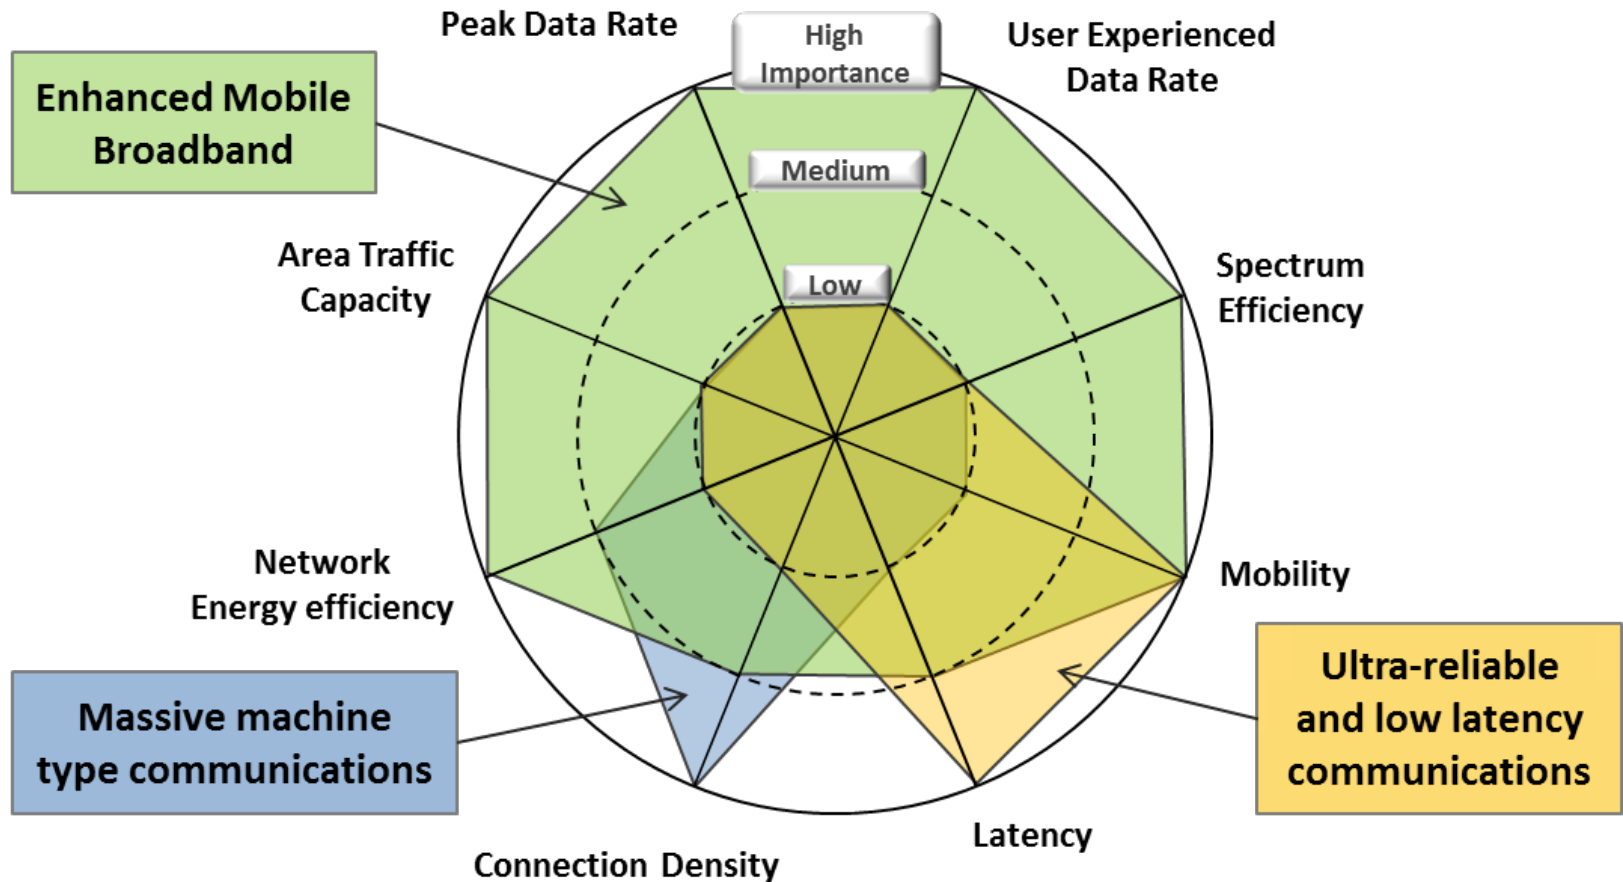 Peak Data Rate
High
Importance
User Experienced
Data Rate
Enhanced Mobile
Broadband
Medium
Area Traffic
Capacity
Low
Spectrum
Efficiency
Network
Energy efficiency
Mobility
Massive machine
type communications
Ultra-reliable
and low latency
communications
Latency
Connection Density